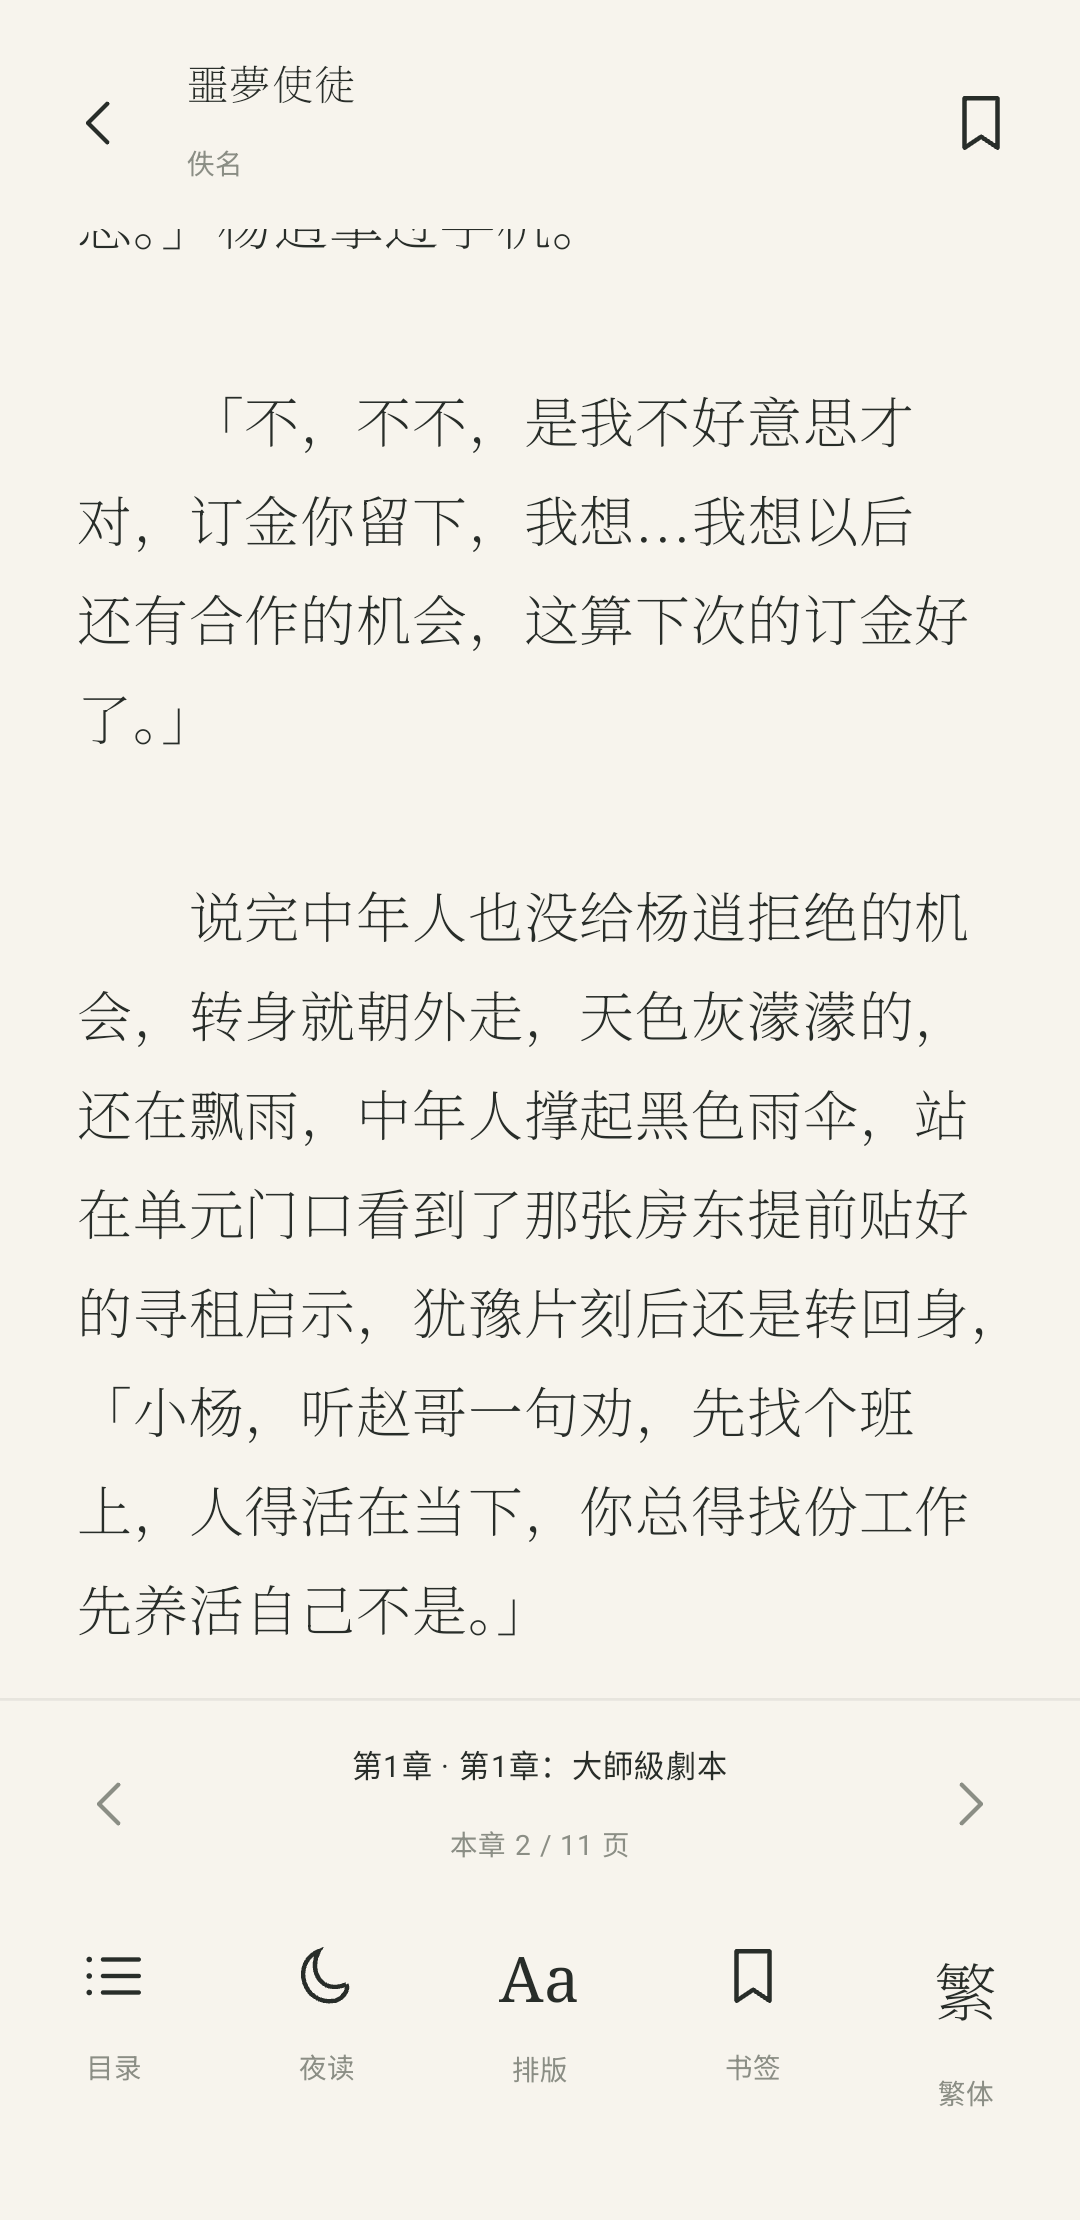 噩夢使徒
佚名
「不，不不，是我不好意思才
对，订金你留下，我想…我想以后
还有合作的机会，这算下次的订金好
了。」
说完中年人也没给杨逍拒绝的机
会，转身就朝外走，天色灰濛濛的，
还在飘雨，中年人撑起黑色雨伞，站
在单元门口看到了那张房东提前贴好
的寻租启示，犹豫片刻后还是转回身，
「小杨，听赵哥一句劝，先找个班
上，人得活在当下，你总得找份工作
先养活自己不是。」
第1章 · 第1章：大師級劇本
本章 2 / 11 页
Aa
繁
目录
夜读
排版
书签
繁体